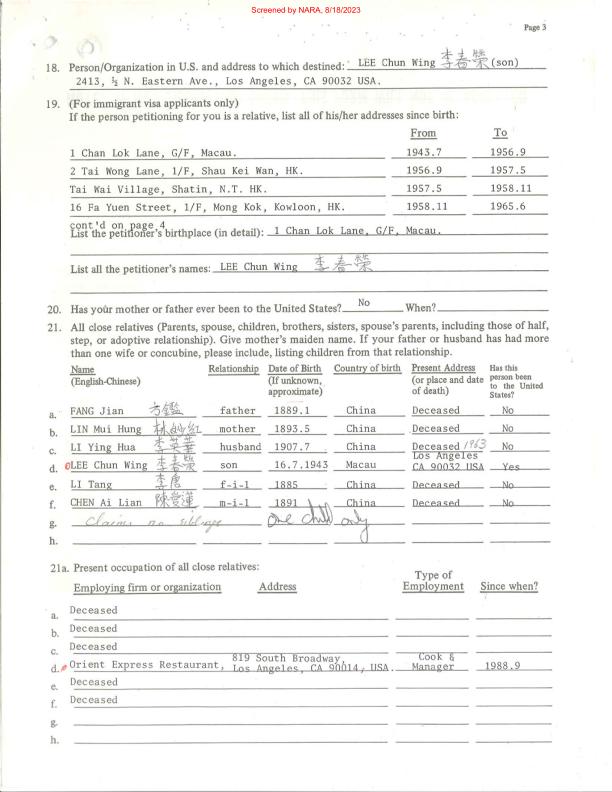 Screened by NARA, 8/18/2023
Page 3
18. Person/Organization in U.S. and address to which destined: LEE Chun Wing 李春榮 (son)
2413, ½ N. Eastern Ave., Los Angeles, CA 90032 USA.
19. (For immigrant visa applicants only)
If the person petitioning for you is a relative, list all of his/her addresses since birth:
From To
1 Chan Lok Lane, G/F, Macau. 1943.7 1956.9
2 Tai Wong Lane, 1/F, Shau Kei Wan, HK. 1956.9 1957.5
Tai Wai Village, Shatin, N.T. HK. 1957.5 1958.11
16 Fa Yuen Street, 1/F, Mong Kok, Kowloon, HK. 1958.11 1965.6
cont'd on page 4
List the petitioner's birthplace (in detail): 1 Chan Lok Lane, G/F, Macau.
List all the petitioner's names: LEE Chun Wing 李春榮
20. Has your mother or father ever been to the United States? No When?
21. All close relatives (Parents, spouse, children, brothers, sisters, spouse's parents, including those of half,
step, or adoptive relationship). Give mother's maiden name. If your father or husband has had more
than one wife or concubine, please include, listing children from that relationship.
Name (English-Chinese) Relationship Date of Birth (If unknown, approximate) Country of birth Present Address (or place and date of death) Has this person been to the United States?
a. FANG Jian 方鑑 father 1889.1 China Deceased No
b. LIN Mui Hung 林妙紅 mother 1893.5 China Deceased No
c. LI Ying Hua 李英華 husband 1907.7 China Deceased 1963 No
d. LEE Chun Wing 李春榮 son 16.7.1943 Macau Los Angeles CA 90032 USA Yes
e. LI Tang 李唐 f-i-l 1885 China Deceased No
f. CHEN Ai Lian 陳愛蓮 m-i-l 1891 China Deceased No
g. Claims no siblings one child only
h.
21a. Present occupation of all close relatives:
Employing firm or organization Address Type of Employment Since when?
a. Deceased
b. Deceased
c. Deceased
d. Orient Express Restaurant, 819 South Broadway, Los Angeles, CA 90014, USA. Cook & Manager 1988.9
e. Deceased
f. Deceased
g.
h.